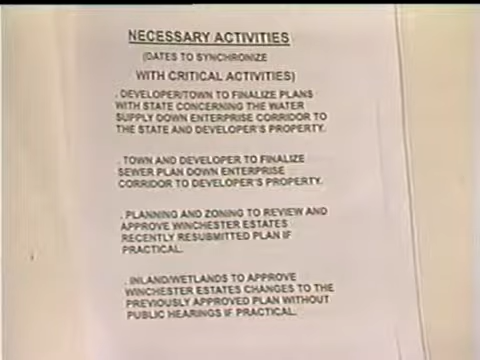 NECESSARY ACTIVITIES
(DATES TO SYNCHRONIZE
WITH CRITICAL ACTIVITIES)
. DEVELOPER/TOWN TO FINALIZE PLANS
WITH STATE CONCERNING THE WATER
SUPPLY DOWN ENTERPRISE CORRIDOR TO
THE STATE AND DEVELOPER'S PROPERTY.
. TOWN AND DEVELOPER TO FINALIZE
SEWER PLAN DOWN ENTERPRISE
CORRIDOR TO DEVELOPER'S PROPERTY.
. PLANNING AND ZONING TO REVIEW AND
APPROVE WINCHESTER ESTATES
RECENTLY RESUBMITTED PLAN IF
PRACTICAL.
. INLAND/WETLANDS TO APPROVE
WINCHESTER ESTATES CHANGES TO THE
PREVIOUSLY APPROVED PLAN WITHOUT
PUBLIC HEARINGS IF PRACTICAL.